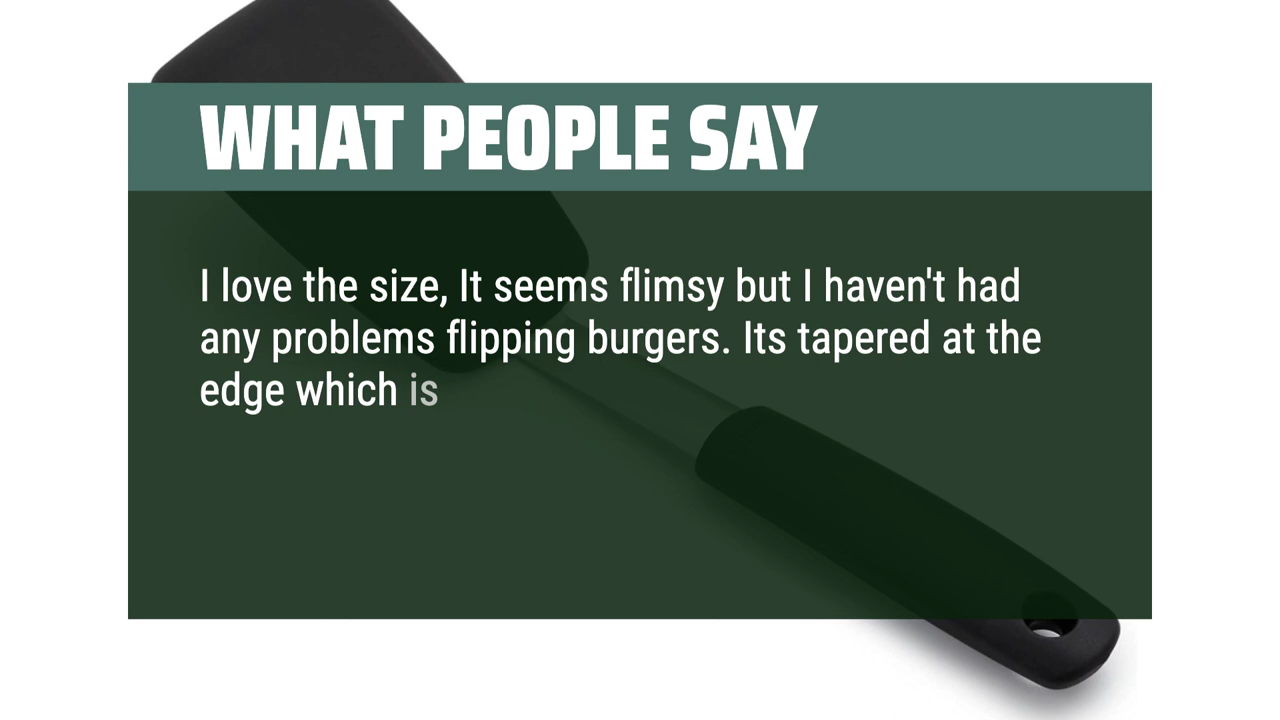 WHAT PEOPLE SAY
I love the size, It seems flimsy but I haven't had
any problems flipping burgers. Its tapered at the
edge which is